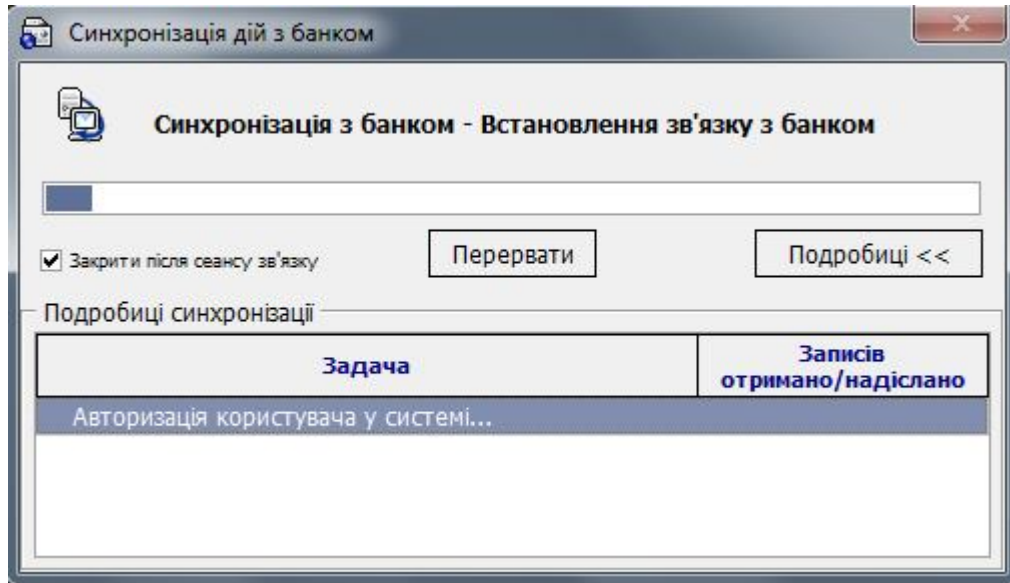 Синхронізація дій з банком
Синхронізація з банком - Встановлення зв'язку з банком
Закрити після сеансу зв'язку
Перервати
Подробиці <<
Подробиці синхронізації
Задача
Записів
отримано/надіслано
Авторизація користувача у системі...